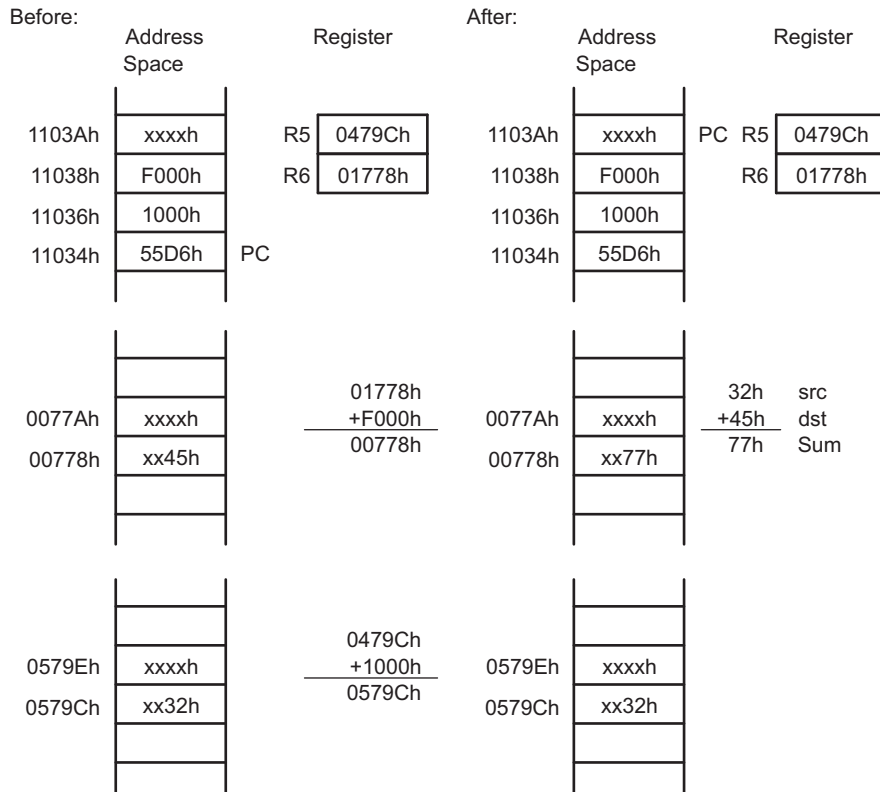 Before:
Address Space
Register
1103Ah xxxxh R5 0479Ch
11038h F000h R6 01778h
11036h 1000h
11034h 55D6h PC
01778h
0077Ah xxxxh +F000h
00778h xx45h 00778h
0479Ch
0579Eh xxxxh +1000h
0579Ch xx32h 0579Ch
After:
Address Space
Register
1103Ah xxxxh PC R5 0479Ch
11038h F000h R6 01778h
11036h 1000h
11034h 55D6h
32h src
0077Ah xxxxh +45h dst
00778h xx77h 77h Sum
0579Eh xxxxh
0579Ch xx32h